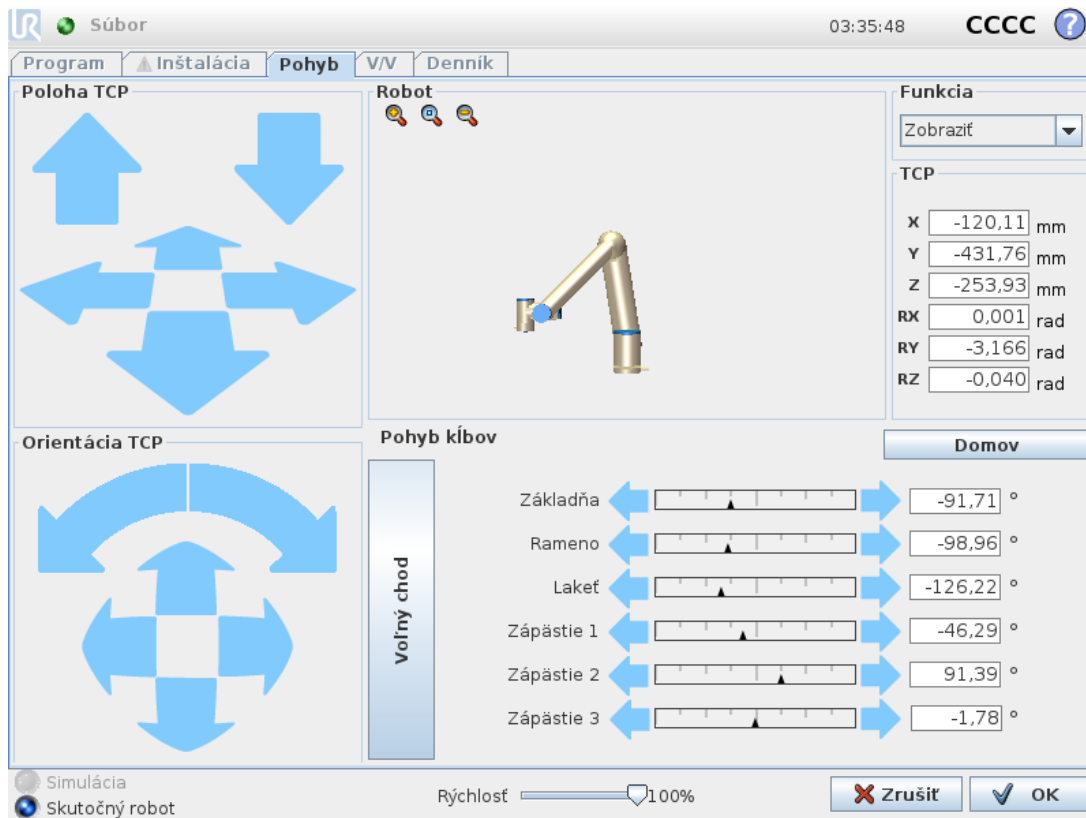 UR Súbor 03:35:48 CCCC ?
Program Inštalácia Pohyb V/V Denník
Poloha TCP
Robot
Funkcia
Zobraziť
TCP
X -120,11 mm
Y -431,76 mm
Z -253,93 mm
RX 0,001 rad
RY -3,166 rad
RZ -0,040 rad
Orientácia TCP
Pohyb kĺbov
Domov
Voľný chod
Základňa -91,71 °
Rameno -98,96 °
Lakeť -126,22 °
Zápästie 1 -46,29 °
Zápästie 2 91,39 °
Zápästie 3 -1,78 °
Simulácia
Skutočný robot
Rýchlosť 100%
Zrušiť
OK